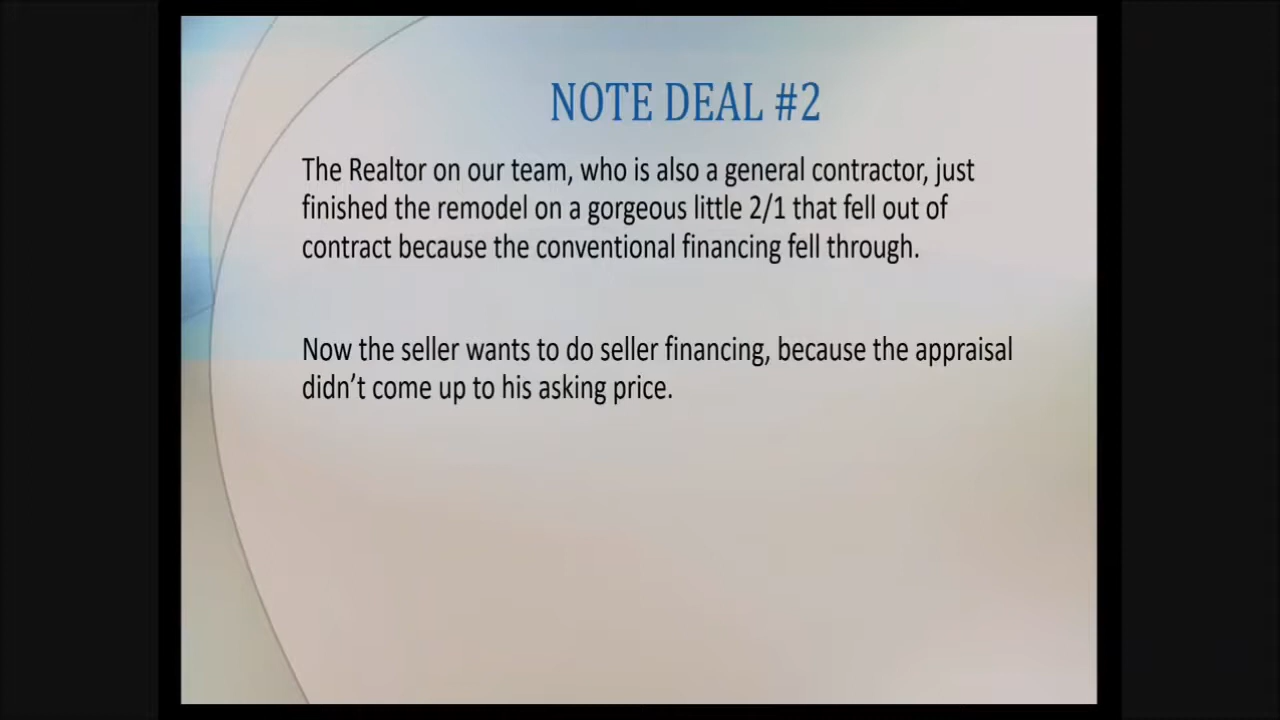 NOTE DEAL #2
The Realtor on our team, who is also a general contractor, just
finished the remodel on a gorgeous little 2/1 that fell out of
contract because the conventional financing fell through.
Now the seller wants to do seller financing, because the appraisal
didn’t come up to his asking price.